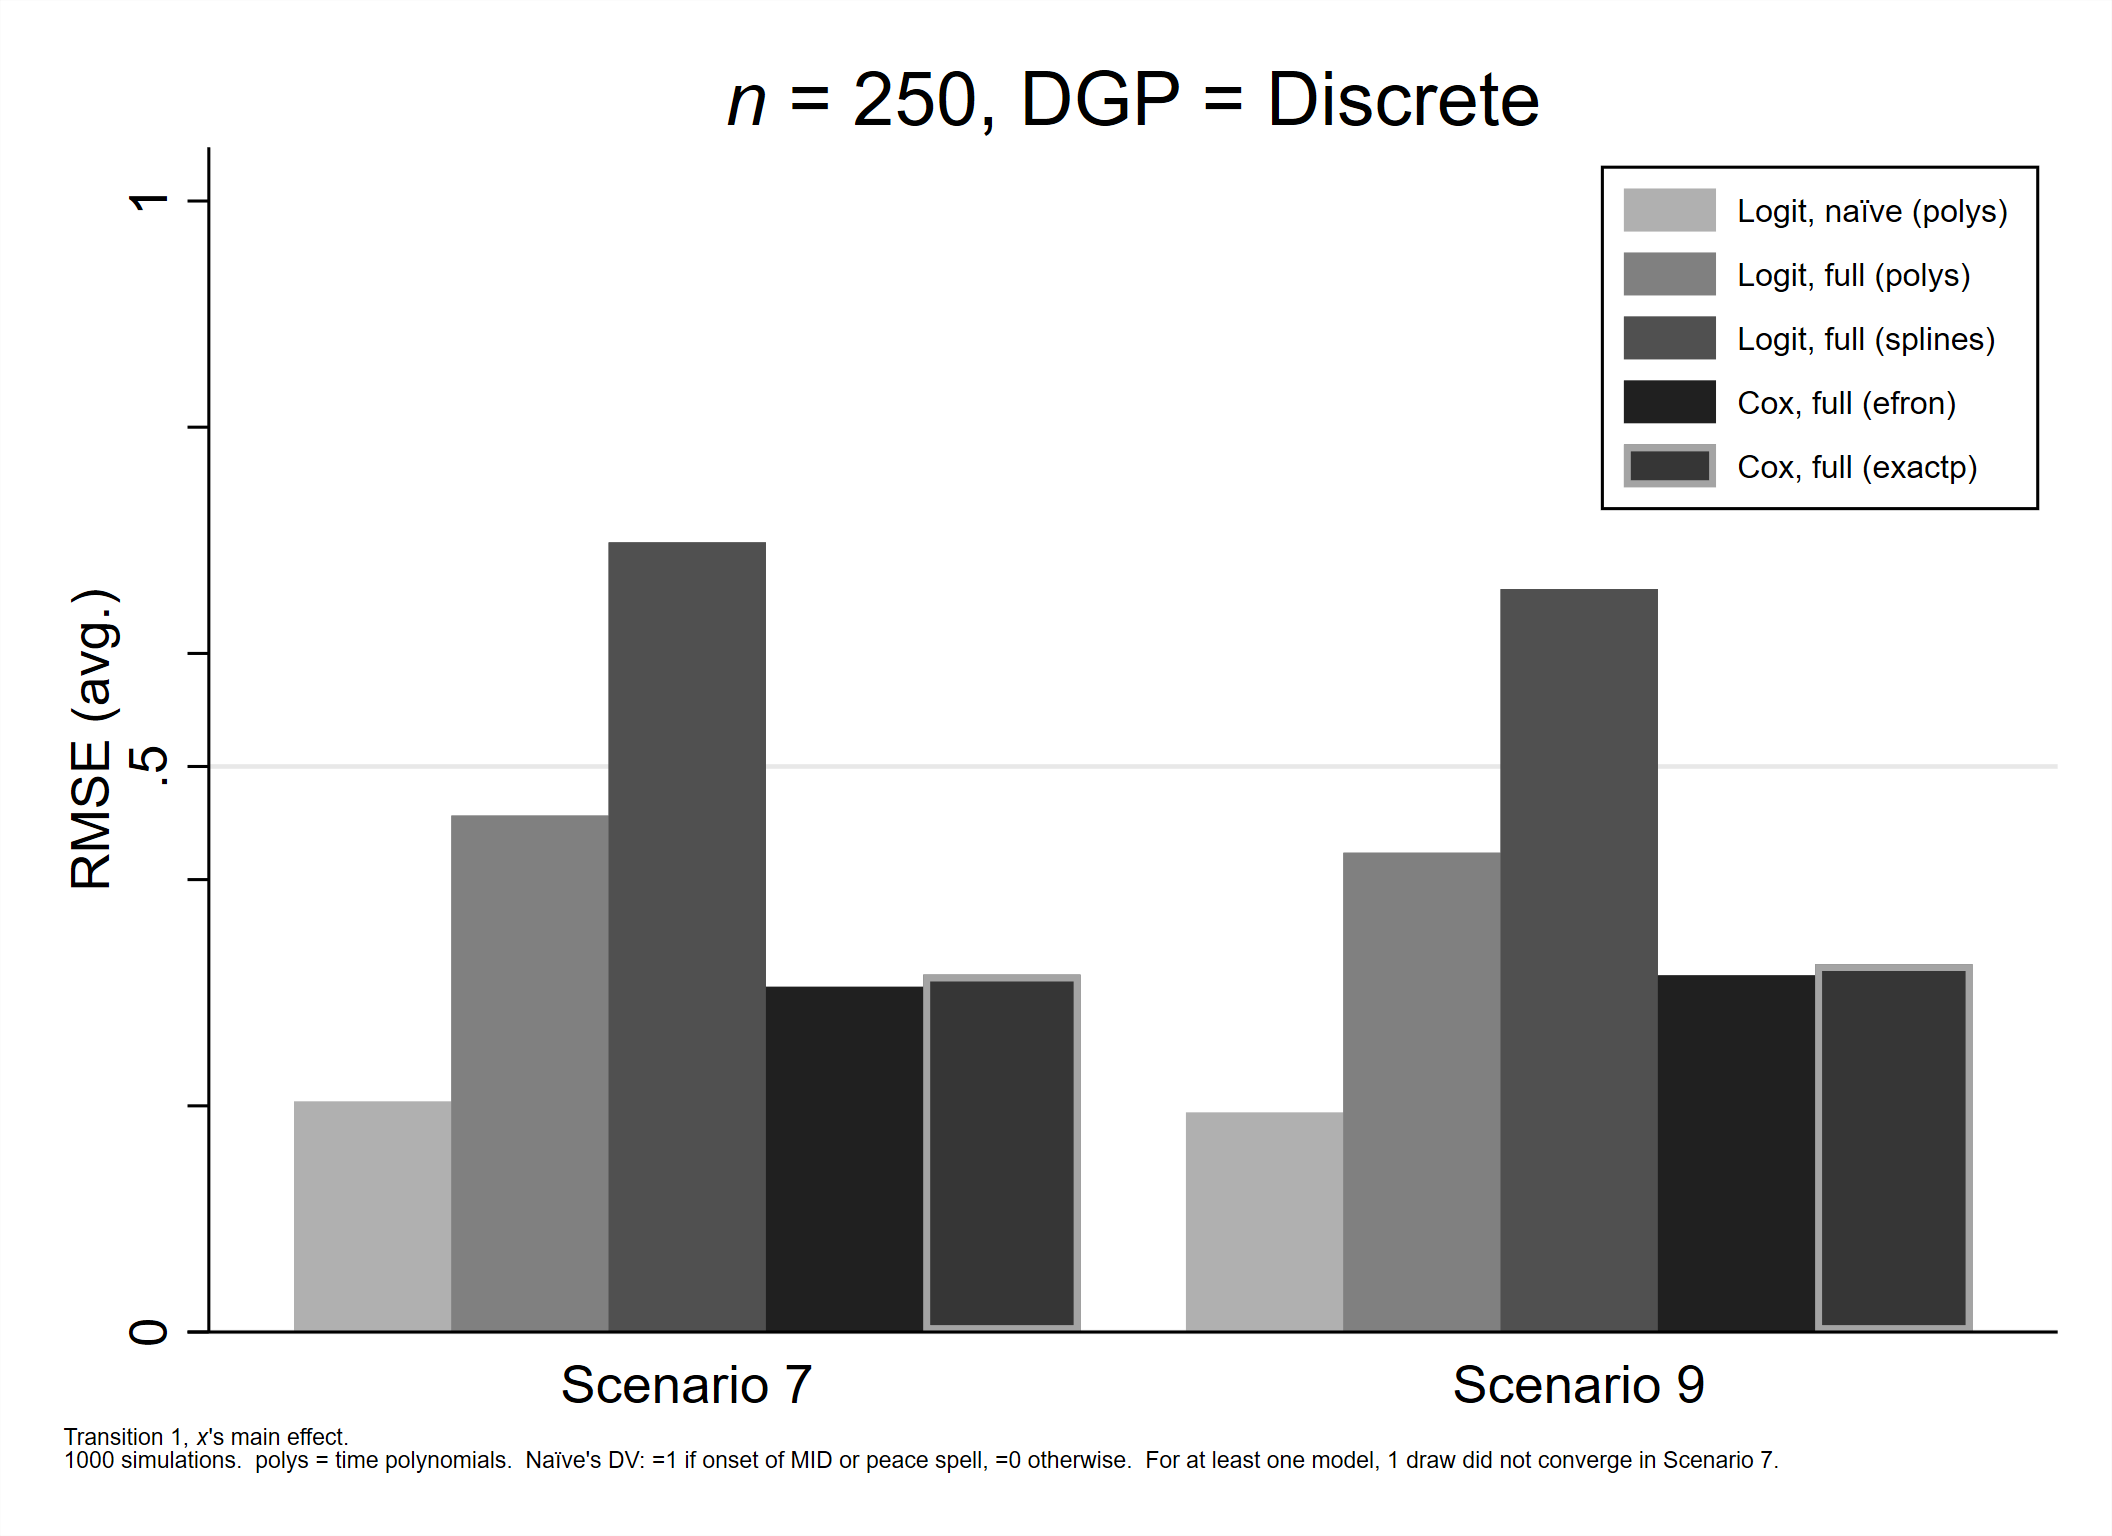 n = 250, DGP = Discrete
Logit, naïve (polys)
Logit, full (polys)
Logit, full (splines)
Cox, full (efron)
Cox, full (exactp)
RMSE (avg.)
1
.5
0
Scenario 7
Scenario 9
Transition 1, x's main effect.
1000 simulations.  polys = time polynomials.  Naïve's DV: =1 if onset of MID or peace spell, =0 otherwise.  For at least one model, 1 draw did not converge in Scenario 7.